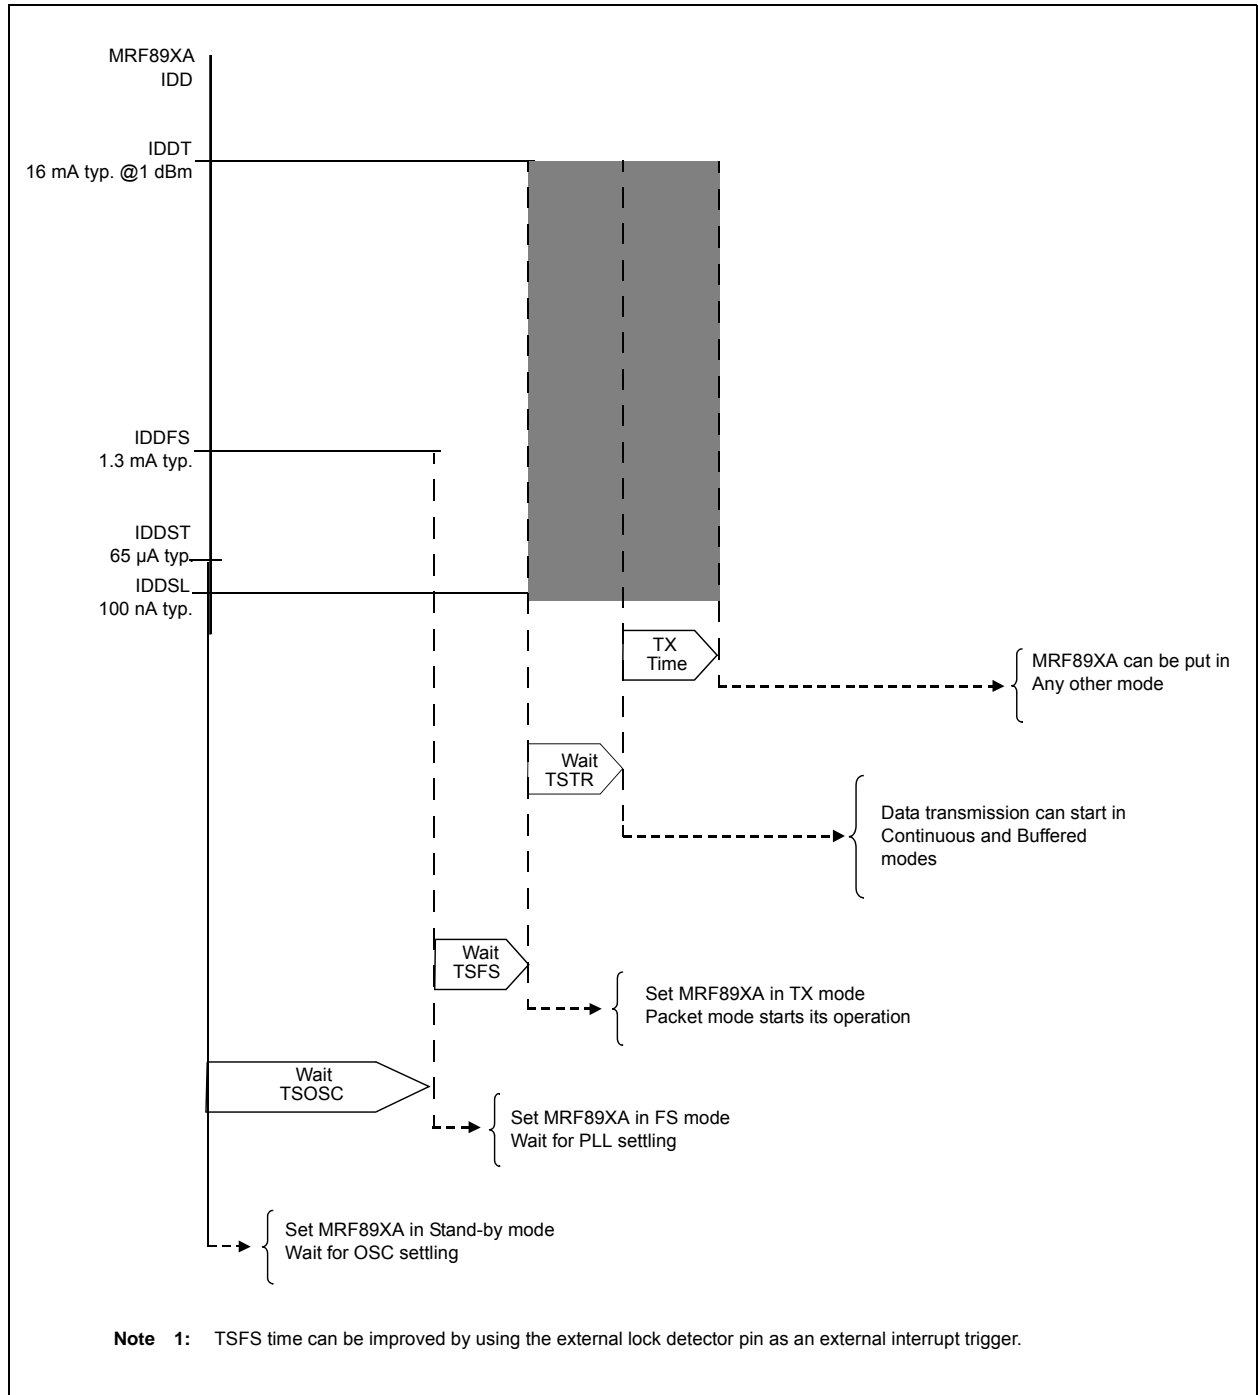 MRF89XA
IDD
IDDT
16 mA typ. @1 dBm
IDDFS
1.3 mA typ.
IDDST
65 µA typ.
IDDSL
100 nA typ.
TX
Time
MRF89XA can be put in
Any other mode
Wait
TSTR
Data transmission can start in
Continuous and Buffered
modes
Wait
TSFS
Set MRF89XA in TX mode
Packet mode starts its operation
Wait
TSOSC
Set MRF89XA in FS mode
Wait for PLL settling
Set MRF89XA in Stand-by mode
Wait for OSC settling
Note 1: TSFS time can be improved by using the external lock detector pin as an external interrupt trigger.